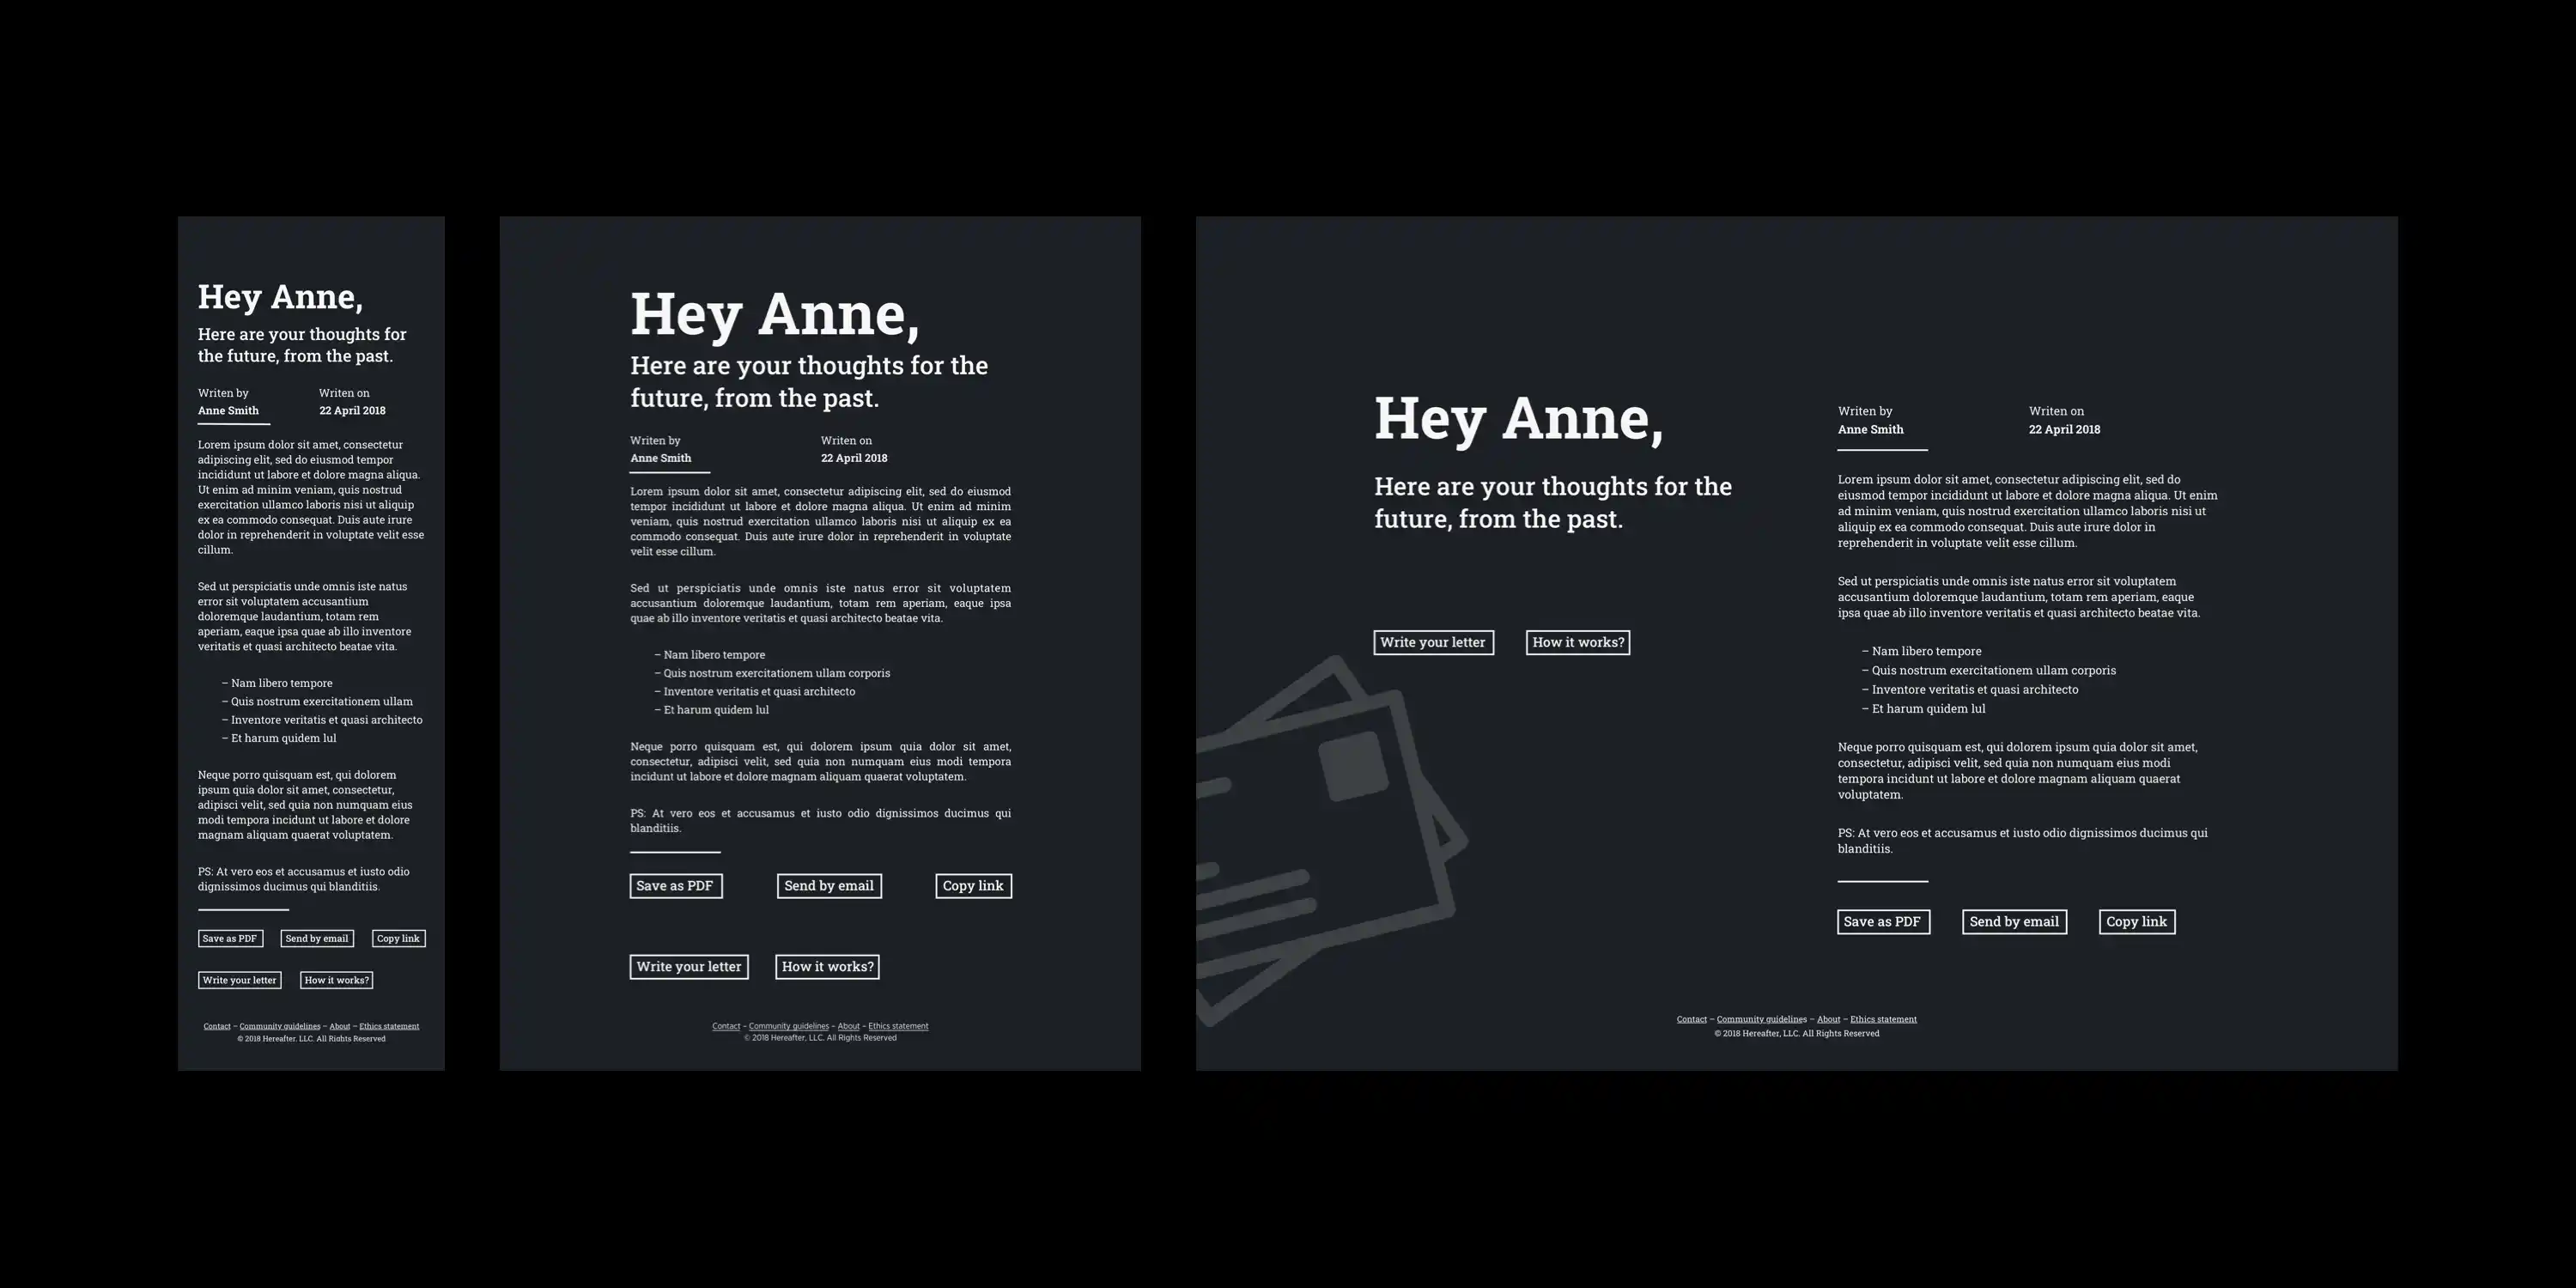 Hey Anne,
Here are your thoughts for
the future, from the past.
Writen by
Writen on
Anne Smith
22 April 2018
Lorem ipsum dolor sit amet, consectetur
adipiscing elit, sed do eiusmod tempor
incididunt ut labore et dolore magna aliqua.
Ut enim ad minim veniam, quis nostrud
exercitation ullamco laboris nisi ut aliquip
ex ea commodo consequat. Duis aute irure
dolor in reprehenderit in voluptate velit esse
cillum.
Sed ut perspiciatis unde omnis iste natus
error sit voluptatem accusantium
doloremque laudantium, totam rem
aperiam, eaque ipsa quae ab illo inventore
veritatis et quasi architecto beatae vita.
– Nam libero tempore
– Quis nostrum exercitationem ullam
– Inventore veritatis et quasi architecto
– Et harum quidem lul
Neque porro quisquam est, qui dolorem
ipsum quia dolor sit amet, consectetur,
adipisci velit, sed quia non numquam eius
modi tempora incidunt ut labore et dolore
magnam aliquam quaerat voluptatem.
PS: At vero eos et accusamus et iusto odio
dignissimos ducimus qui blanditiis.
Save as PDF
Send by email
Copy link
Write your letter
How it works?
Contact – Community guidelines – About – Ethics statement
© 2018 Hereafter. LLC. All Rights Reserved
Hey Anne,
Here are your thoughts for the
future, from the past.
Writen by
Writen on
Anne Smith
22 April 2018
Lorem ipsum dolor sit amet, consectetur adipiscing elit, sed do eiusmod
tempor incididunt ut labore et dolore magna aliqua. Ut enim ad minim
veniam, quis nostrud exercitation ullamco laboris nisi ut aliquip ex ea
commodo consequat. Duis aute irure dolor in reprehenderit in voluptate
velit esse cillum.
Sed ut perspiciatis unde omnis iste natus error sit voluptatem
accusantium doloremque laudantium, totam rem aperiam, eaque ipsa
quae ab illo inventore veritatis et quasi architecto beatae vita.
– Nam libero tempore
– Quis nostrum exercitationem ullam corporis
– Inventore veritatis et quasi architecto
– Et harum quidem lul
Neque porro quisquam est, qui dolorem ipsum quia dolor sit amet,
consectetur, adipisci velit, sed quia non numquam eius modi tempora
incidunt ut labore et dolore magnam aliquam quaerat voluptatem.
PS: At vero eos et accusamus et iusto odio dignissimos ducimus qui
blanditiis.
Save as PDF
Send by email
Copy link
Write your letter
How it works?
Contact – Community guidelines – About – Ethics statement
© 2018 Hereafter, LLC. All Rights Reserved
Hey Anne,
Here are your thoughts for the
future, from the past.
Write your letter
How it works?
Writen by
Writen on
Anne Smith
22 April 2018
Lorem ipsum dolor sit amet, consectetur adipiscing elit, sed do
eiusmod tempor incididunt ut labore et dolore magna aliqua. Ut enim
ad minim veniam, quis nostrud exercitation ullamco laboris nisi ut
aliquip ex ea commodo consequat. Duis aute irure dolor in
reprehenderit in voluptate velit esse cillum.
Sed ut perspiciatis unde omnis iste natus error sit voluptatem
accusantium doloremque laudantium, totam rem aperiam, eaque
ipsa quae ab illo inventore veritatis et quasi architecto beatae vita.
– Nam libero tempore
– Quis nostrum exercitationem ullam corporis
– Inventore veritatis et quasi architecto
– Et harum quidem lul
Neque porro quisquam est, qui dolorem ipsum quia dolor sit amet,
consectetur, adipisci velit, sed quia non numquam eius modi
tempora incidunt ut labore et dolore magnam aliquam quaerat
voluptatem.
PS: At vero eos et accusamus et iusto odio dignissimos ducimus qui
blanditiis.
Save as PDF
Send by email
Copy link
Contact – Community guidelines – About – Ethics statement
© 2018 Hereafter, LLC. All Rights Reserved